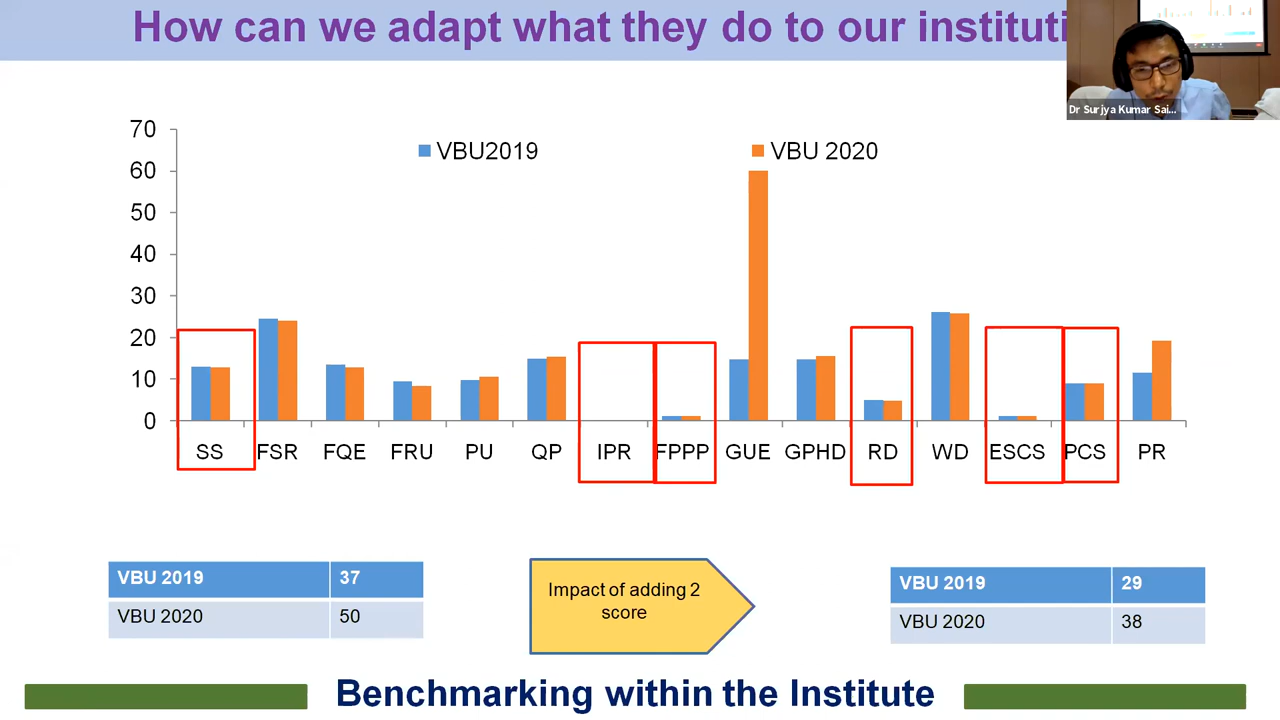 How can we adapt what they do to our instituti
Dr Surjya Kumar Sai...
70
60
50
40
30
20
10
0
VBU2019 VBU 2020
SS FSR FQE FRU PU QP IPR FPPP GUE GPHD RD WD ESCS PCS PR
VBU 2019 37
VBU 2020 50
Impact of adding 2
score
VBU 2019 29
VBU 2020 38
Benchmarking within the Institute